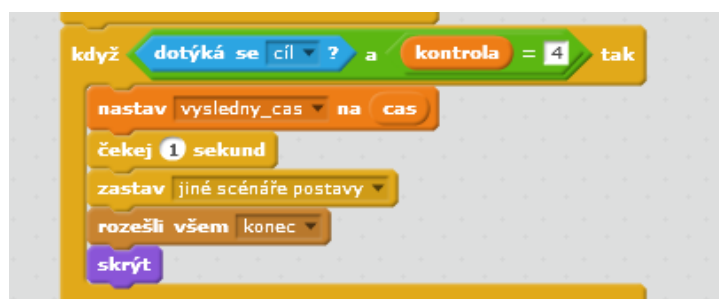 když dotýká se cíl ? a kontrola = 4 tak
nastav vysledny_cas na cas
čekej 1 sekund
zastav jiné scénáře postavy
rozešli všem konec
skrýt